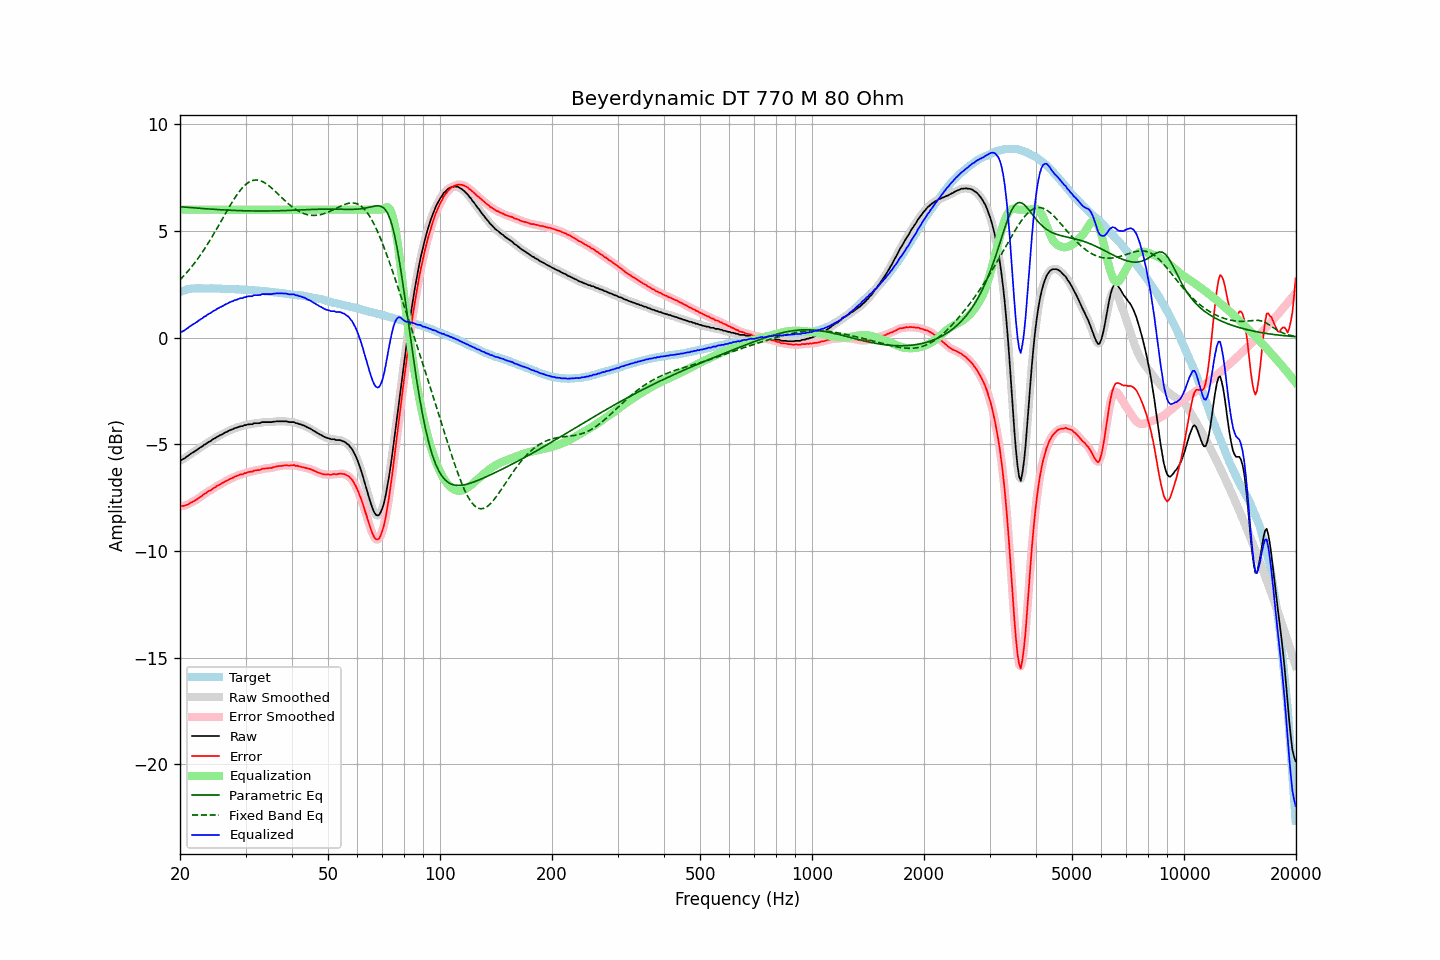 Beyerdynamic DT 770 M 80 Ohm
Amplitude (dBr)
10
5
0
−5
−10
−15
−20
Target
Raw Smoothed
Error Smoothed
Raw
Error
Equalization
Parametric Eq
Fixed Band Eq
Equalized
20 50 100 200 500 1000 2000 5000 10000 20000
Frequency (Hz)